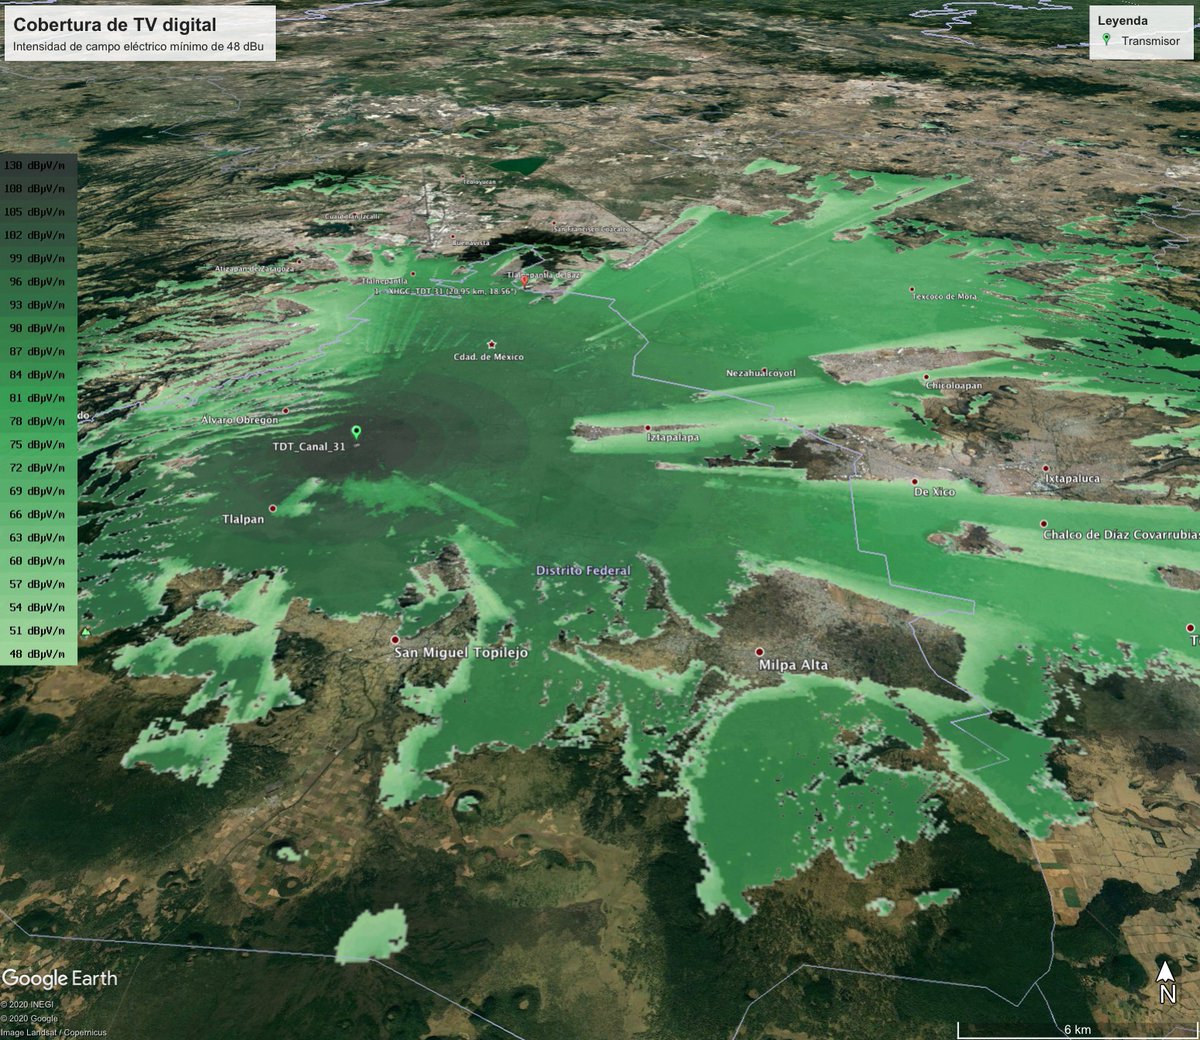 Cobertura de TV digital
Intensidad de campo eléctrico mínimo de 48 dBu
Leyenda
Transmisor
130 dBµV/m
108 dBµV/m
105 dBµV/m
102 dBµV/m
99 dBµV/m
96 dBµV/m
93 dBµV/m
90 dBµV/m
87 dBµV/m
84 dBµV/m
81 dBµV/m
78 dBµV/m
75 dBµV/m
72 dBµV/m
69 dBµV/m
66 dBµV/m
63 dBµV/m
60 dBµV/m
57 dBµV/m
54 dBµV/m
51 dBµV/m
48 dBµV/m
Teoloyucan
Cuautitlán Izcalli
San Francisco Coacalco
Buenavista
Atizapán de Zaragoza
Tlalnepantla
Tlalnepantla de Baz
1.- XHGC_TDT_31 (20.95 km, 18.56°)
Texcoco de Mora
Cdad. de México
Nezahualcoyotl
Chicoloapan
do.
Álvaro Obregón
TDT_Canal_31
Iztapalapa
Ixtapaluca
De Xico
Tlalpan
Chalco de Díaz Covarrubias
Distrito Federal
T
San Miguel Topilejo
Milpa Alta
Google Earth
© 2020 INEGI
© 2020 Google
Image Landsat / Copernicus
N
6 km